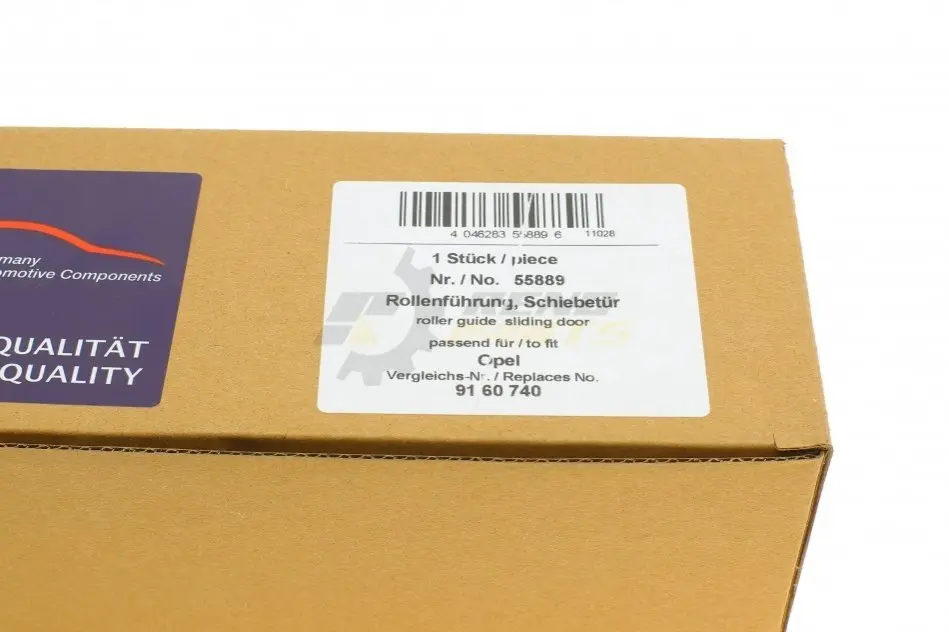 many
omotive Components
QUALITÄT
QUALITY
4 046283 55889 6
11028
1 Stück / piece
Nr. / No. 55889
Rollenführung, Schiebetür
roller guide sliding door
passend für / to fit
Opel
Vergleichs-Nr. / Replaces No.
91 60 740